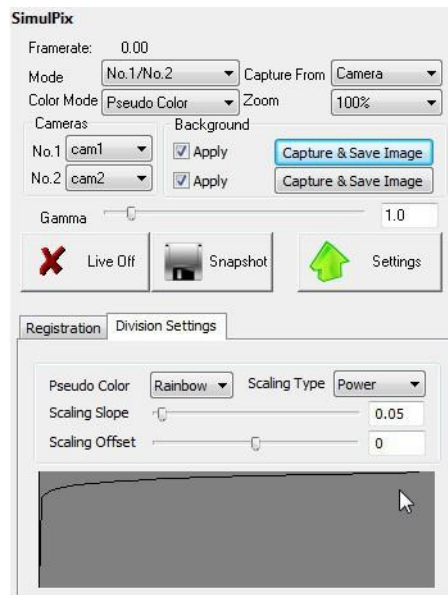 SimulPix
Framerate: 0.00
Mode No.1/No.2 Capture From Camera
Color Mode Pseudo Color Zoom 100%
Cameras Background
No.1 cam1 Apply Capture & Save Image
No.2 cam2 Apply Capture & Save Image
Gamma 1.0
Live Off Snapshot Settings
Registration Division Settings
Pseudo Color Rainbow Scaling Type Power
Scaling Slope 0.05
Scaling Offset 0